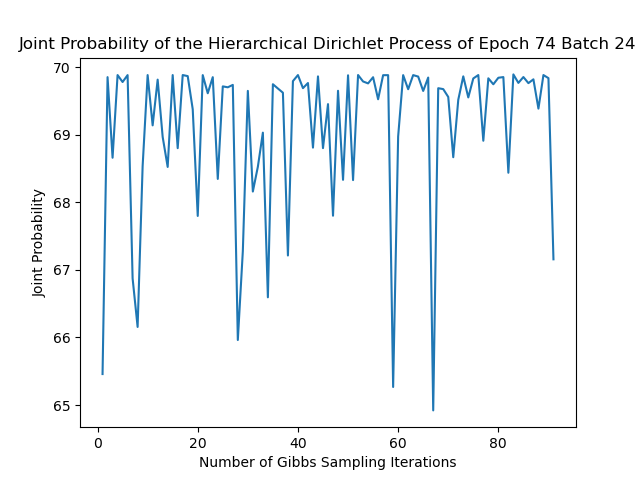 Joint Probability of the Hierarchical Dirichlet Process of Epoch 74 Batch 24
70
69
68
67
66
65
Joint Probability
0 20 40 60 80
Number of Gibbs Sampling Iterations